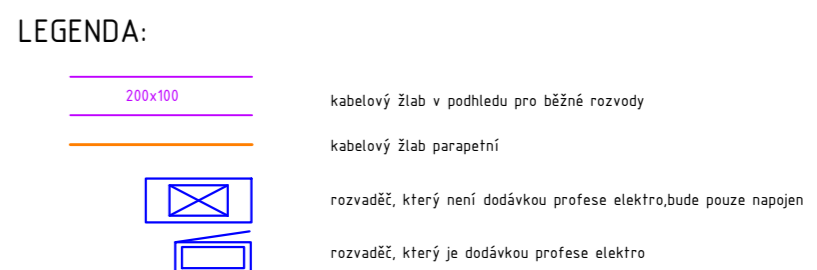 LEGENDA:
200x100
kabelový žlab v podhledu pro běžné rozvody
kabelový žlab parapetní
rozvaděč, který není dodávkou profese elektro,bude pouze napojen
rozvaděč, který je dodávkou profese elektro